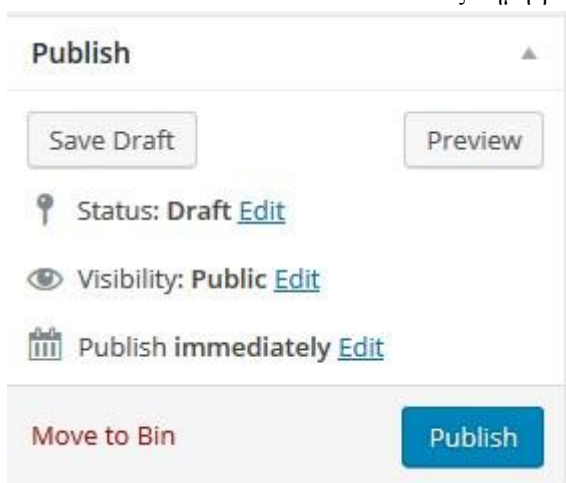 Publish
Save Draft Preview
Status: Draft Edit
Visibility: Public Edit
Publish immediately Edit
Move to Bin Publish